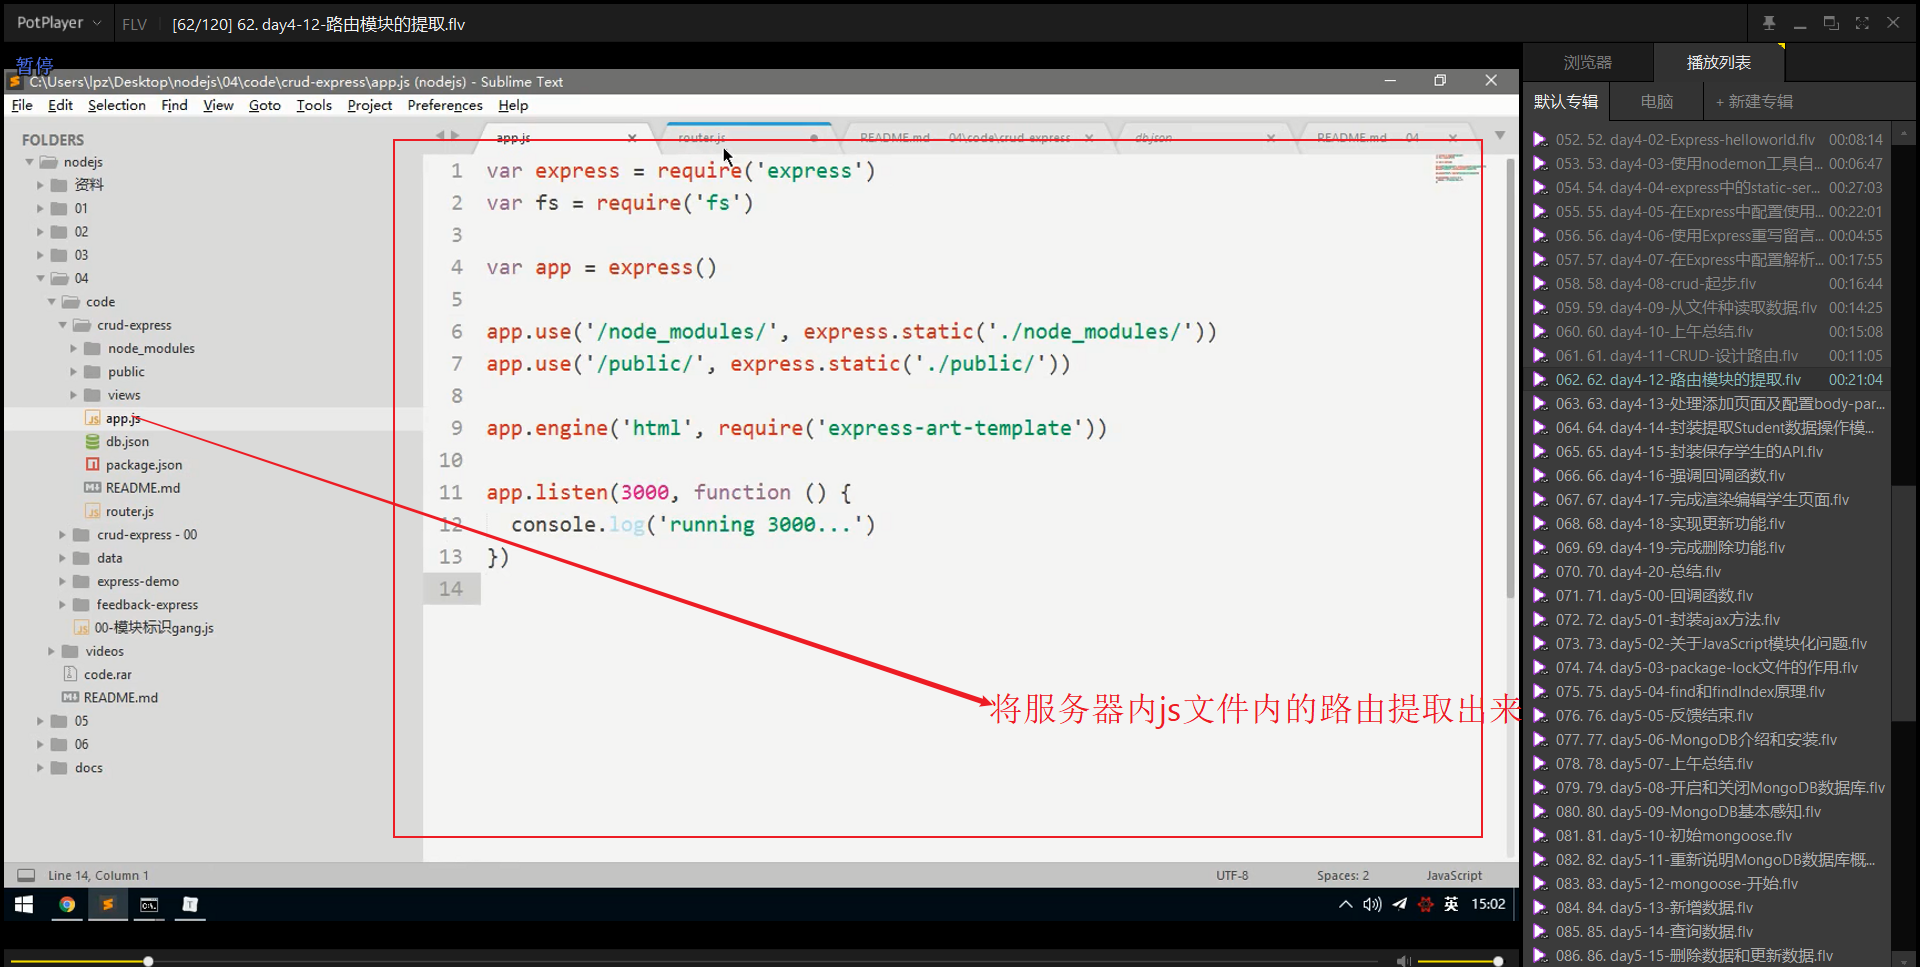 PotPlayer
FLV
[62/120] 62. day4-12-路由模块的提取.flv
暂停
C:\Users\lpz\Desktop\nodejs\04\code\crud-express\app.js (nodejs) - Sublime Text
File Edit Selection Find View Goto Tools Project Preferences Help
FOLDERS
nodejs
资料
01
02
03
04
code
crud-express
node_modules
public
views
app.js
db.json
package.json
README.md
router.js
crud-express - 00
data
express-demo
feedback-express
00-模块标识gang.js
videos
code.rar
README.md
05
06
docs
app.js
router.js
README.md 04\code\crud-express
db.json
README.md 04
1 var express = require('express')
2 var fs = require('fs')
3
4 var app = express()
5
6 app.use('/node_modules/', express.static('./node_modules/'))
7 app.use('/public/', express.static('./public/'))
8
9 app.engine('html', require('express-art-template'))
10
11 app.listen(3000, function () {
12 console.log('running 3000...')
13 })
14
将服务器内js文件内的路由提取出来
Line 14, Column 1
UTF-8
Spaces: 2
JavaScript
英
15:02
浏览器
播放列表
默认专辑
电脑
+ 新建专辑
052. 52. day4-02-Express-helloworld.flv 00:08:14
053. 53. day4-03-使用nodemon工具自... 00:06:47
054. 54. day4-04-express中的static-ser... 00:27:03
055. 55. day4-05-在Express中配置使用... 00:22:01
056. 56. day4-06-使用Express重写留言... 00:04:55
057. 57. day4-07-在Express中配置解析... 00:17:55
058. 58. day4-08-crud-起步.flv 00:16:44
059. 59. day4-09-从文件种读取数据.flv 00:14:25
060. 60. day4-10-上午总结.flv 00:15:08
061. 61. day4-11-CRUD-设计路由.flv 00:11:05
062. 62. day4-12-路由模块的提取.flv 00:21:04
063. 63. day4-13-处理添加页面及配置body-par...
064. 64. day4-14-封装提取Student数据操作模...
065. 65. day4-15-封装保存学生的API.flv
066. 66. day4-16-强调回调函数.flv
067. 67. day4-17-完成渲染编辑学生页面.flv
068. 68. day4-18-实现更新功能.flv
069. 69. day4-19-完成删除功能.flv
070. 70. day4-20-总结.flv
071. 71. day5-00-回调函数.flv
072. 72. day5-01-封装ajax方法.flv
073. 73. day5-02-关于JavaScript模块化问题.flv
074. 74. day5-03-package-lock文件的作用.flv
075. 75. day5-04-find和findIndex原理.flv
076. 76. day5-05-反馈结束.flv
077. 77. day5-06-MongoDB介绍和安装.flv
078. 78. day5-07-上午总结.flv
079. 79. day5-08-开启和关闭MongoDB数据库.flv
080. 80. day5-09-MongoDB基本感知.flv
081. 81. day5-10-初始mongoose.flv
082. 82. day5-11-重新说明MongoDB数据库概...
083. 83. day5-12-mongoose-开始.flv
084. 84. day5-13-新增数据.flv
085. 85. day5-14-查询数据.flv
086. 86. day5-15-删除数据和更新数据.flv